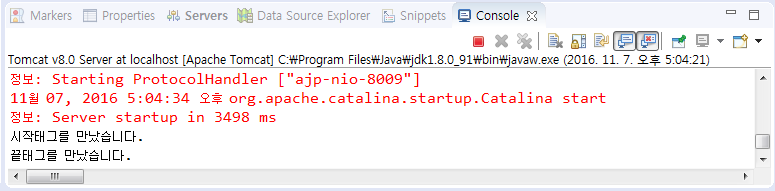 Markers Properties Servers Data Source Explorer Snippets Console
Tomcat v8.0 Server at localhost [Apache Tomcat] C:₩Program Files₩Java₩jdk1.8.0_91₩bin₩javaw.exe (2016. 11. 7. 오후 5:04:21)
정보: Starting ProtocolHandler ["ajp-nio-8009"]
11월 07, 2016 5:04:34 오후 org.apache.catalina.startup.Catalina start
정보: Server startup in 3498 ms
시작태그를 만났습니다.
끝태그를 만났습니다.